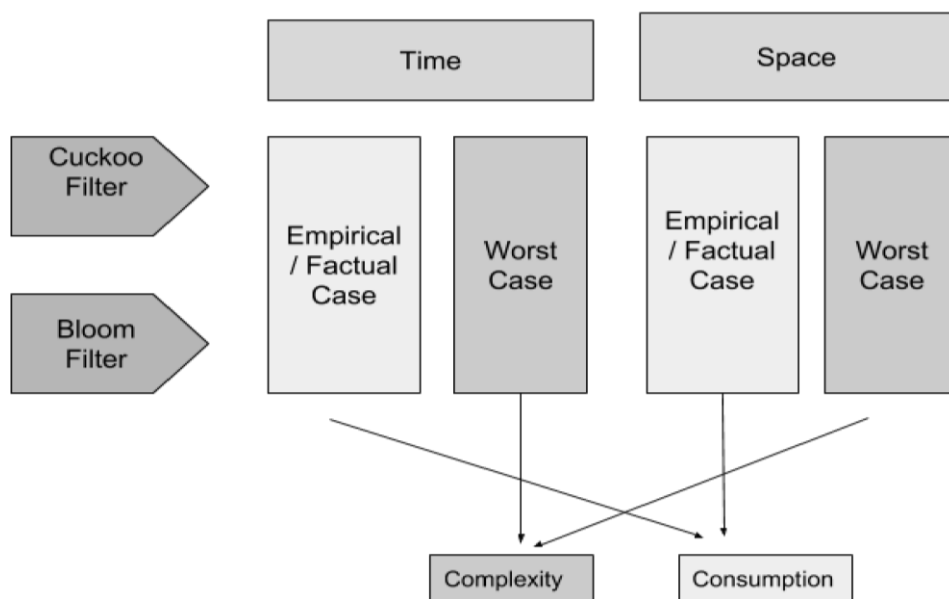 Time
Space
Cuckoo
Filter
Empirical
/ Factual
Case
Worst
Case
Empirical
/ Factual
Case
Worst
Case
Bloom
Filter
Complexity
Consumption